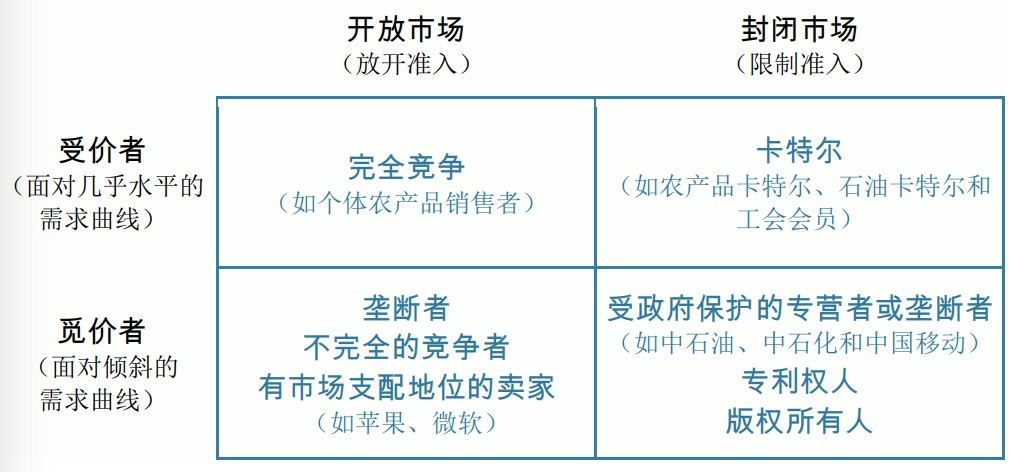 开放市场
（放开准入）
封闭市场
（限制准入）
受价者
（面对几乎水平的
需求曲线）
完全竞争
（如个体农产品销售者）
卡特尔
（如农产品卡特尔、石油卡特尔和
工会会员）
觅价者
（面对倾斜的
需求曲线）
垄断者
不完全的竞争者
有市场支配地位的卖家
（如苹果、微软）
受政府保护的专营者或垄断者
（如中石油、中石化和中国移动）
专利权人
版权所有人